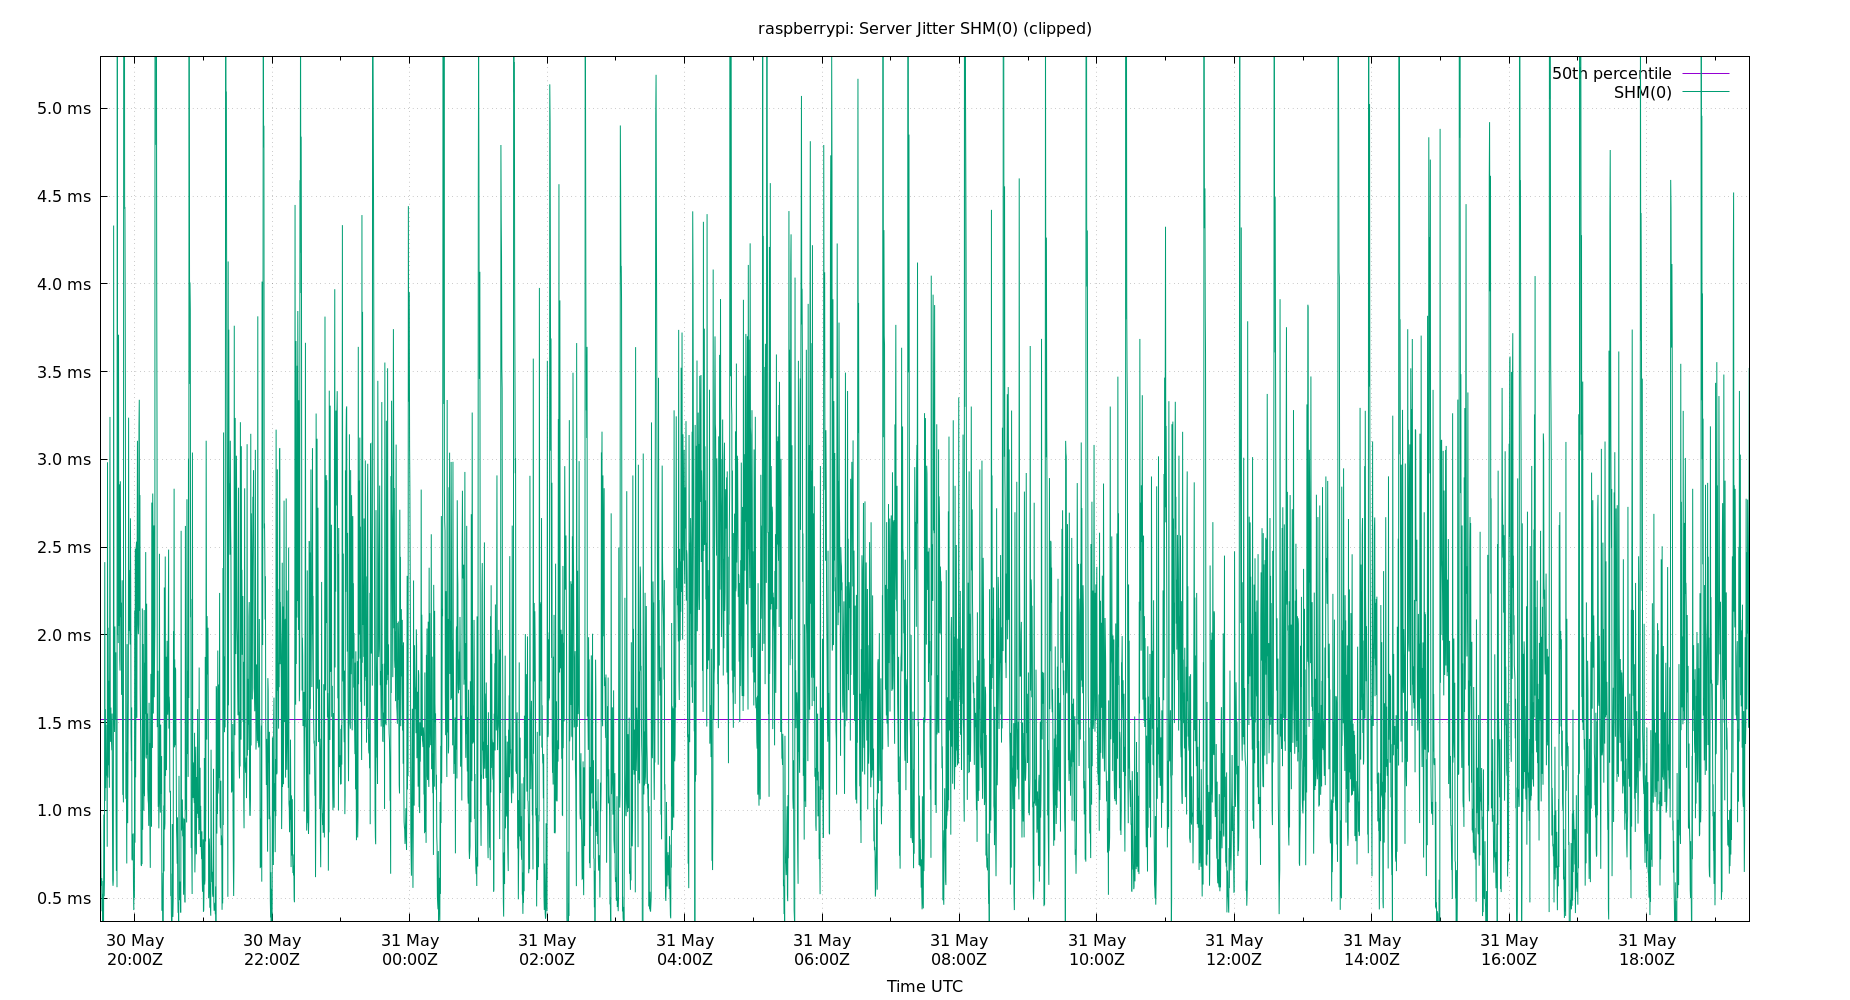 raspberrypi: Server Jitter SHM(0) (clipped)
50th percentile
SHM(0)
5.0 ms
4.5 ms
4.0 ms
3.5 ms
3.0 ms
2.5 ms
2.0 ms
1.5 ms
1.0 ms
0.5 ms
30 May 30 May 31 May 31 May 31 May 31 May 31 May 31 May 31 May 31 May 31 May 31 May
20:00Z 22:00Z 00:00Z 02:00Z 04:00Z 06:00Z 08:00Z 10:00Z 12:00Z 14:00Z 16:00Z 18:00Z
Time UTC